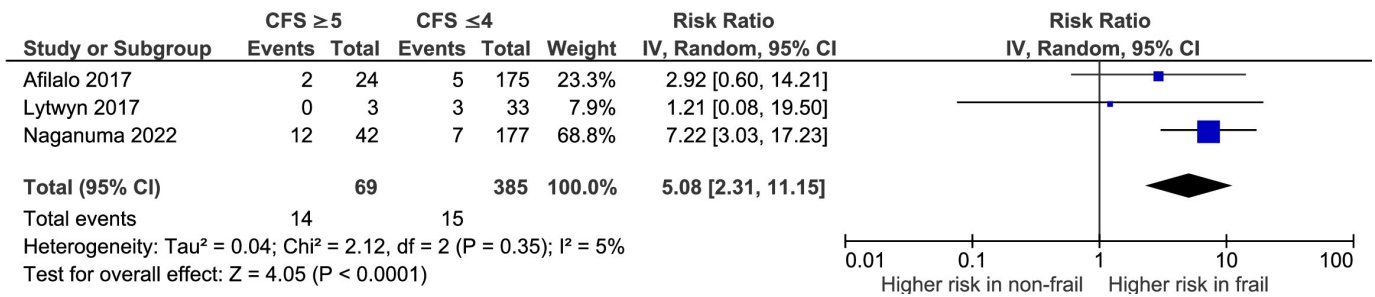 CFS ≥5 CFS ≤4 Risk Ratio Risk Ratio
Study or Subgroup Events Total Events Total Weight IV, Random, 95% CI IV, Random, 95% CI
Afilalo 2017 2 24 5 175 23.3% 2.92 [0.60, 14.21]
Lytwyn 2017 0 3 3 33 7.9% 1.21 [0.08, 19.50]
Naganuma 2022 12 42 7 177 68.8% 7.22 [3.03, 17.23]
Total (95% CI) 69 385 100.0% 5.08 [2.31, 11.15]
Total events 14 15
Heterogeneity: Tau² = 0.04; Chi² = 2.12, df = 2 (P = 0.35); I² = 5%
Test for overall effect: Z = 4.05 (P < 0.0001)
0.01 0.1 1 10 100
Higher risk in non-frail Higher risk in frail